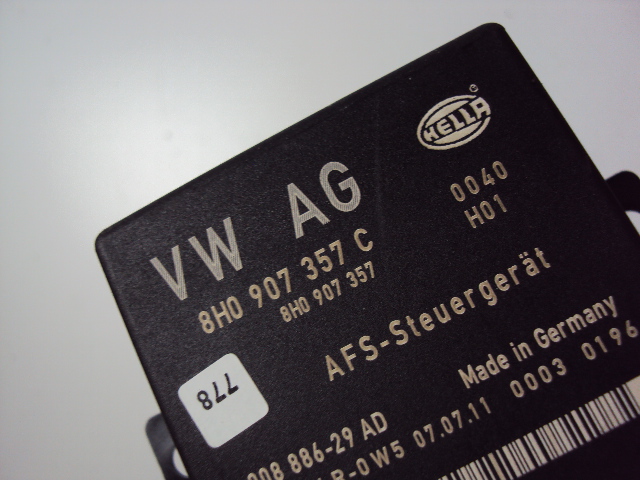 HELLA
VW AG
0040
8H0 907 357 C
H01
8H0 907 357
AFS-Steuergerät
778
Made in Germany
008 886-29 AD
R-0W5 07.07.11 0003 0196